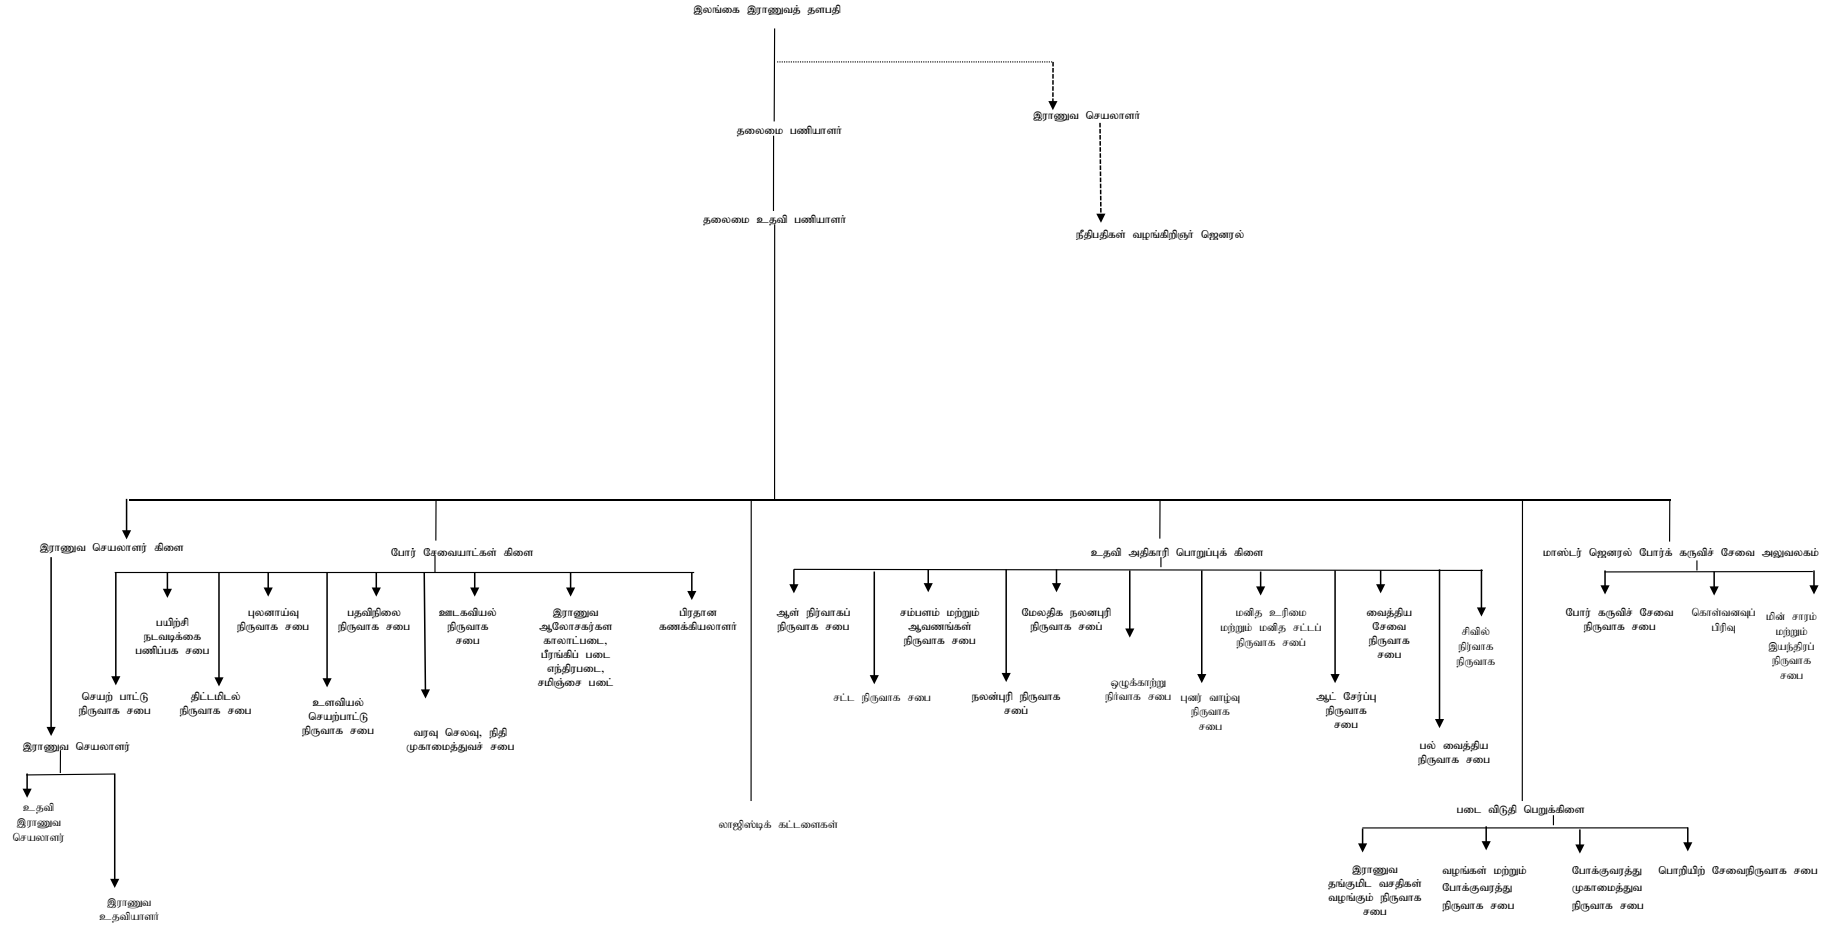 இலங்கை இராணுவத் தளபதி
இராணுவ செயலாளர்
தலைமை பணியாளர்
தலைமை உதவி பணியாளர்
நீதிபதிகள் வழங்கிறிஞர் ஜெனரல்
இராணுவ செயலாளர் கிளை
போர் சேவையாட்கள் கிளை
உதவி அதிகாரி பொறுப்புக் கிளை
மாஸ்டர் ஜெனரல் போர்க் கருவிச் சேவை அலுவலகம்
பயிற்சி
நடவடிக்கை
பணிப்பக சபை
புலனாய்வு
நிருவாக சபை
பதவிநிலை
நிருவாக சபை
ஊடகவியல்
நிருவாக
சபை
இராணுவ
ஆலோசகர்கள
காலாட்படை,
பீரங்கிப் படை
எந்திரபடை,
சமிஞ்சை படைட்
பிரதான
கணக்கியலாளர்
செயற் பாட்டு
நிருவாக சபை
திட்டமிடல்
நிருவாக சபை
உளவியல்
செயற்பாட்டு
நிருவாக சபை
வரவு செலவு, நிதி
முகாமைத்துவச் சபை
ஆள் நிர்வாகப்
நிருவாக சபை
சம்பளம் மற்றும்
ஆவணங்கள்
நிருவாக சபை
மேலதிக நலனபுரி
நிருவாக சபைப்
மனித உரிமை
மற்றும் மனித சட்டப்
நிருவாக சபைப்
வைத்திய
சேவை
நிருவாக
சபை
சிவில்
நிர்வாக
நிருவாக
சட்ட நிருவாக சபை
நலன்புரி நிருவாக
சபைப்
ஒழுக்காற்று
நிர்வாக சபை
புனர் வாழ்வு
நிருவாக
சபை
ஆட் சேர்ப்பு
நிருவாக
சபை
பல் வைத்திய
நிருவாக சபை
போர் கருவிச் சேவை
நிருவாக சபை
கொள்வனவுப்
பிரிவு
மின் சாரம்
மற்றும்
இயந்திரப்
நிருவாக
சபை
இராணுவ செயலாளர்
உதவி
இராணுவ
செயலாளர்
இராணுவ
உதவியாளர்
லாஜிஸ்டிக் கட்டளைகள்
படை விடுதி பெறுக்கிளை
இராணுவ
தங்குமிட வசதிகள்
வழங்கும் நிருவாக
சபை
வழங்கள் மற்றும்
போக்குவரத்து
நிருவாக சபை
போக்குவரத்து
முகாமைத்துவ
நிருவாக சபை
பொறியிற் சேவைநிருவாக சபை